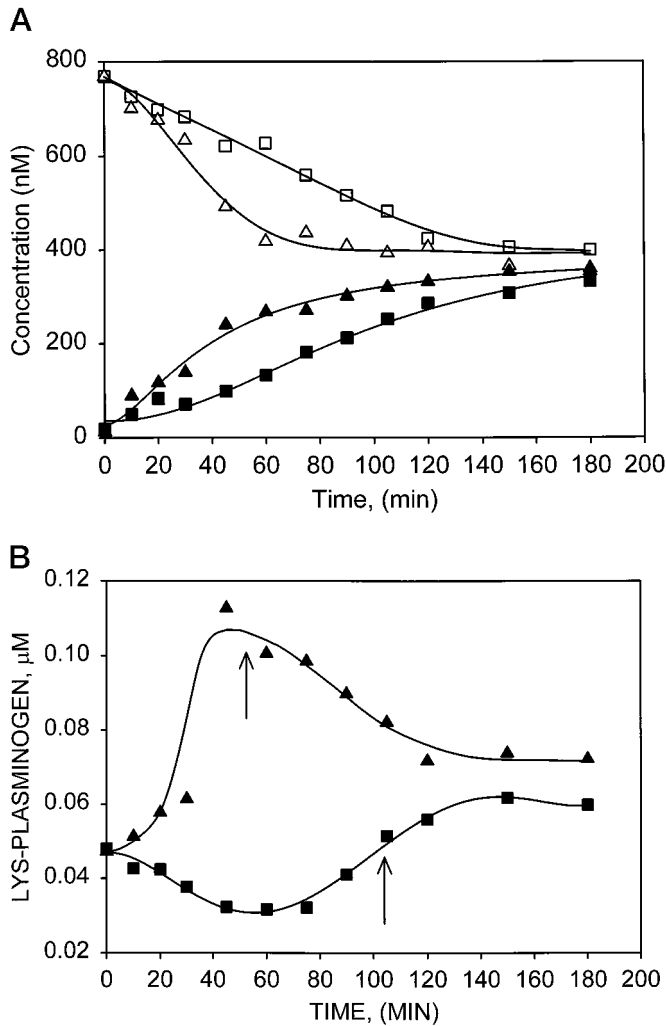 A
800
600
400
200
0
Concentration (nM)
0 20 40 60 80 100 120 140 160 180 200
Time, (min)
B
0.12
0.10
0.08
0.06
0.04
0.02
LYS-PLASMINOGEN, μM
0 20 40 60 80 100 120 140 160 180 200
TIME, (MIN)